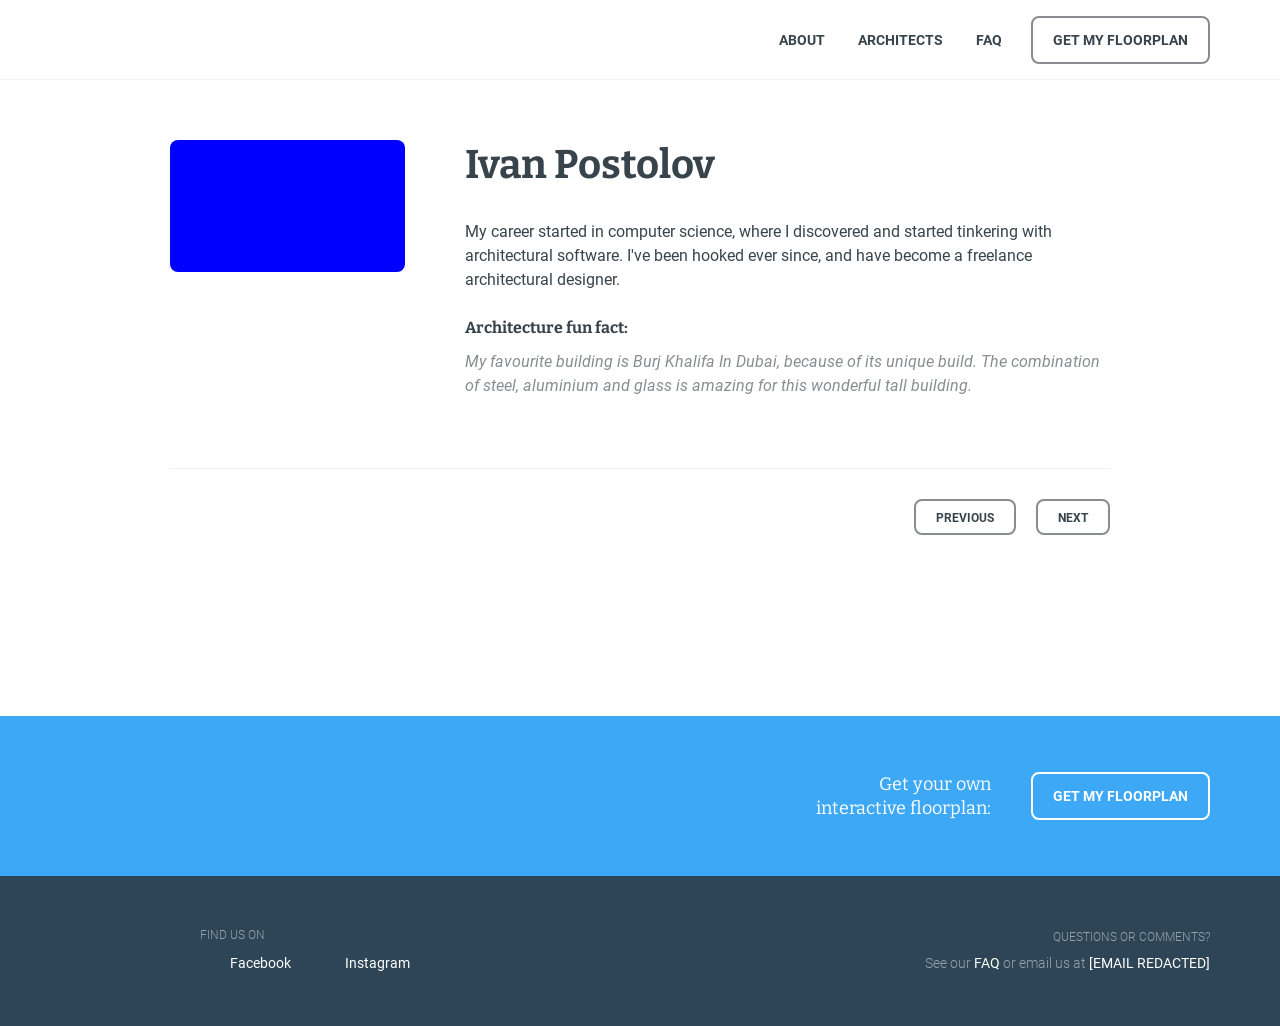 ABOUT
ARCHITECTS
FAQ
GET MY FLOORPLAN
Ivan Postolov
My career started in computer science, where I discovered and started tinkering with
architectural software. I've been hooked ever since, and have become a freelance
architectural designer.
Architecture fun fact:
My favourite building is Burj Khalifa In Dubai, because of its unique build. The combination
of steel, aluminium and glass is amazing for this wonderful tall building.
PREVIOUS
NEXT
Get your own
interactive floorplan:
GET MY FLOORPLAN
FIND US ON
Facebook
Instagram
QUESTIONS OR COMMENTS?
See our FAQ or email us at [EMAIL REDACTED]